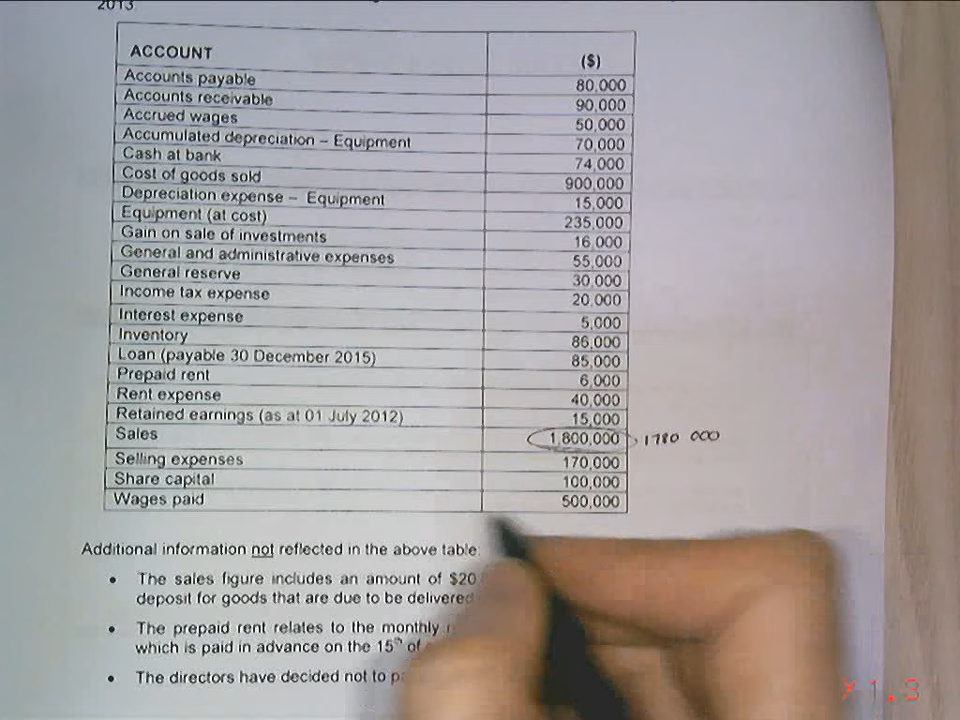 2013.
ACCOUNT ($)
Accounts payable 80,000
Accounts receivable 90,000
Accrued wages 50,000
Accumulated depreciation – Equipment 70,000
Cash at bank 74,000
Cost of goods sold 900,000
Depreciation expense – Equipment 15,000
Equipment (at cost) 235,000
Gain on sale of investments 16,000
General and administrative expenses 55,000
General reserve 30,000
Income tax expense 20,000
Interest expense 5,000
Inventory 86,000
Loan (payable 30 December 2015) 85,000
Prepaid rent 6,000
Rent expense 40,000
Retained earnings (as at 01 July 2012) 15,000
Sales 1,800,000 1780 000
Selling expenses 170,000
Share capital 100,000
Wages paid 500,000
Additional information not reflected in the above table:
• The sales figure includes an amount of $20
deposit for goods that are due to be delivered
• The prepaid rent relates to the monthly
which is paid in advance on the 15th of
• The directors have decided not to
x 1.3